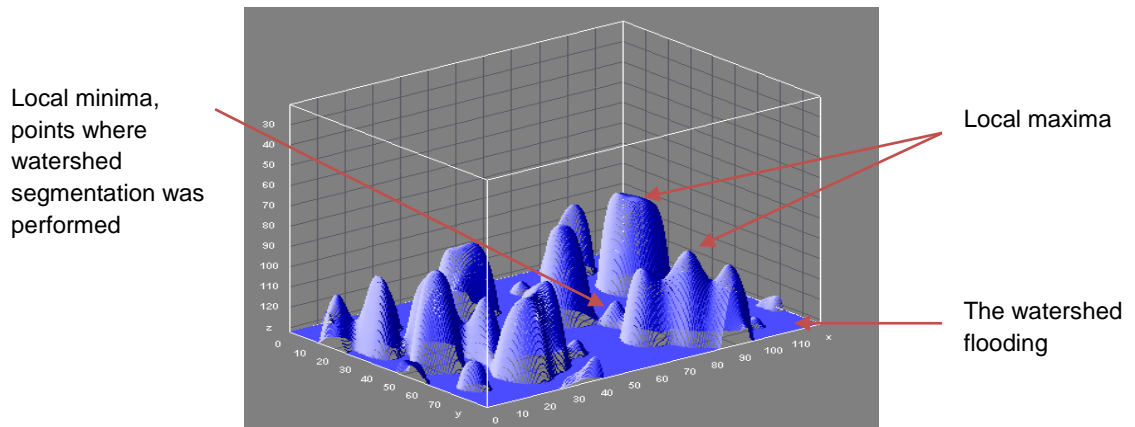 Local minima,
points where
watershed
segmentation was
performed
Local maxima
The watershed
flooding
30
40
50
60
70
80
90
100
110
120
z
0
10
20
30
40
50
60
70
y
0
10
20
30
40
50
60
70
80
90
100
110
x